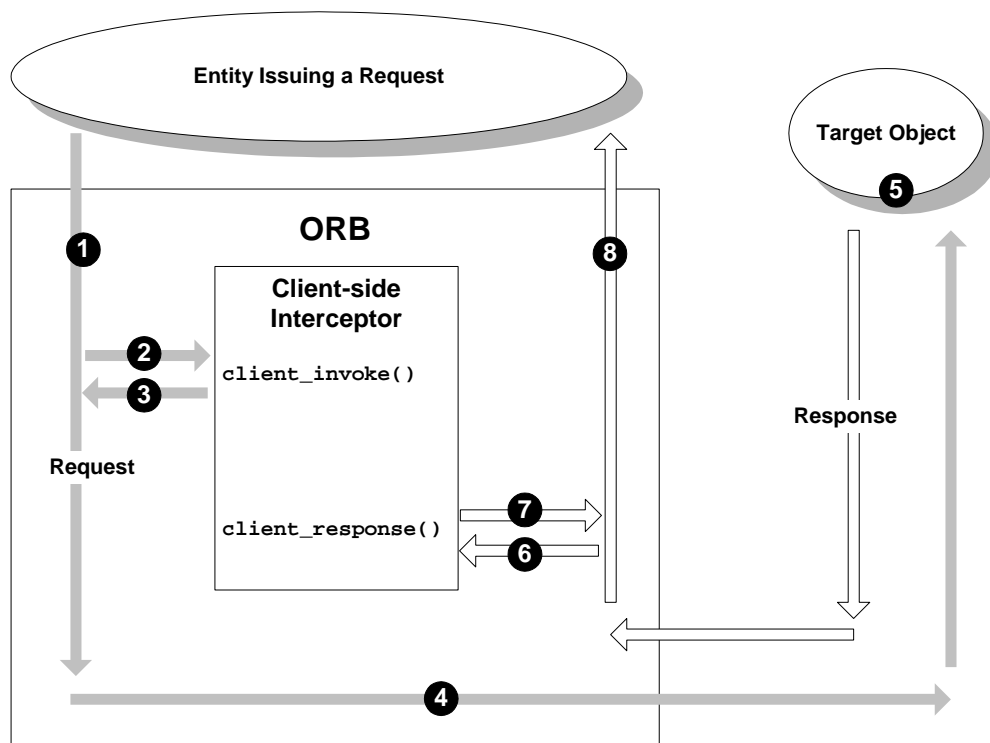 Entity Issuing a Request
Target Object
5
ORB
1
8
Client-side
Interceptor
2
client_invoke()
3
Response
Request
7
client_response()
6
4